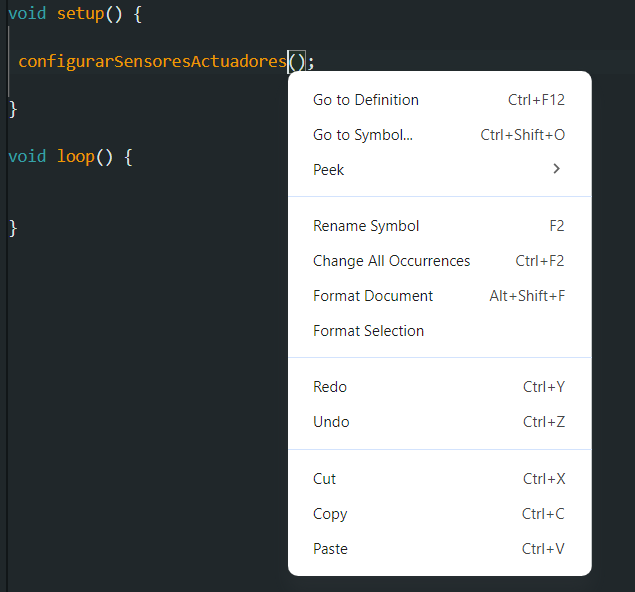 void setup() {
configurarSensoresActuadores();
}
void loop() {
}
Go to Definition Ctrl+F12
Go to Symbol... Ctrl+Shift+O
Peek
Rename Symbol F2
Change All Occurrences Ctrl+F2
Format Document Alt+Shift+F
Format Selection
Redo Ctrl+Y
Undo Ctrl+Z
Cut Ctrl+X
Copy Ctrl+C
Paste Ctrl+V